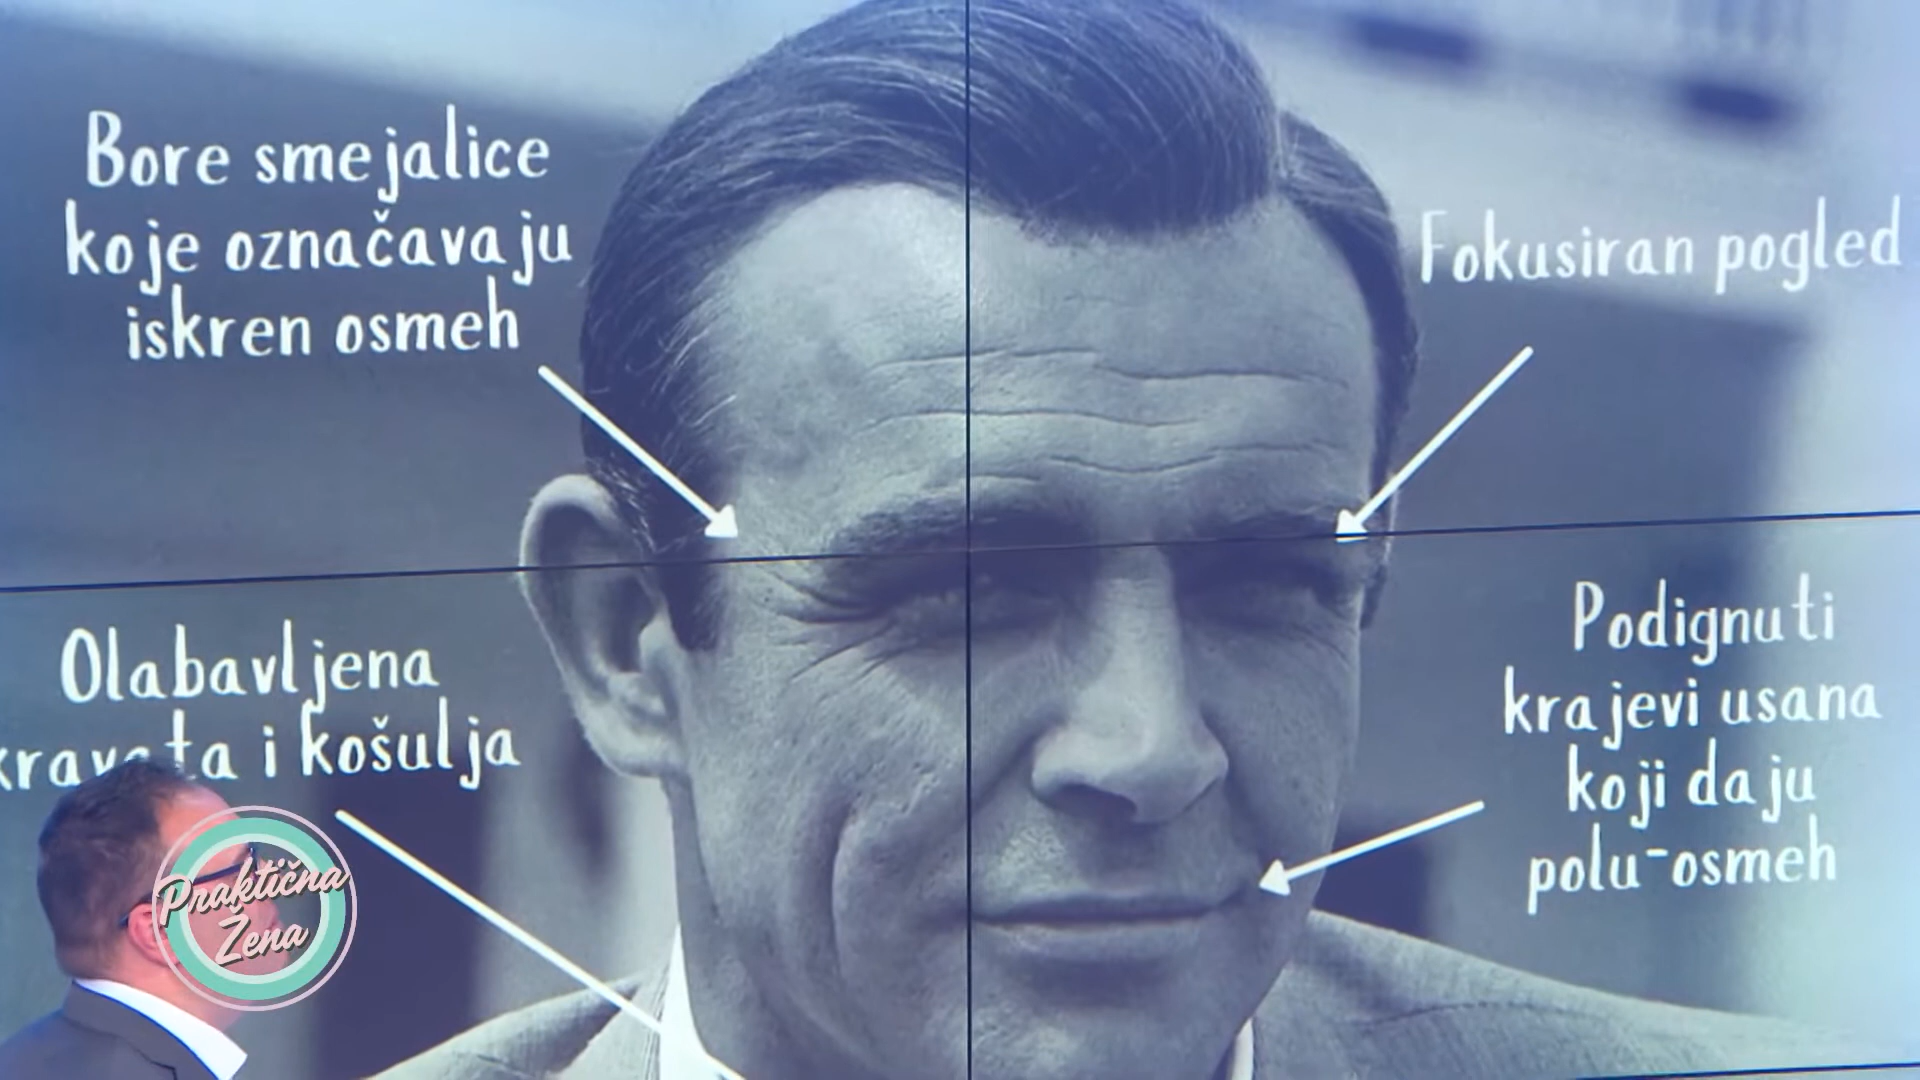 Bore smejalice
koje označavaju
iskren osmeh
Fokusiran pogled
Olabavljena
i košulja
Podignuti
krajevi usana
koji daju
polu-osmeh
Praktična
Žena